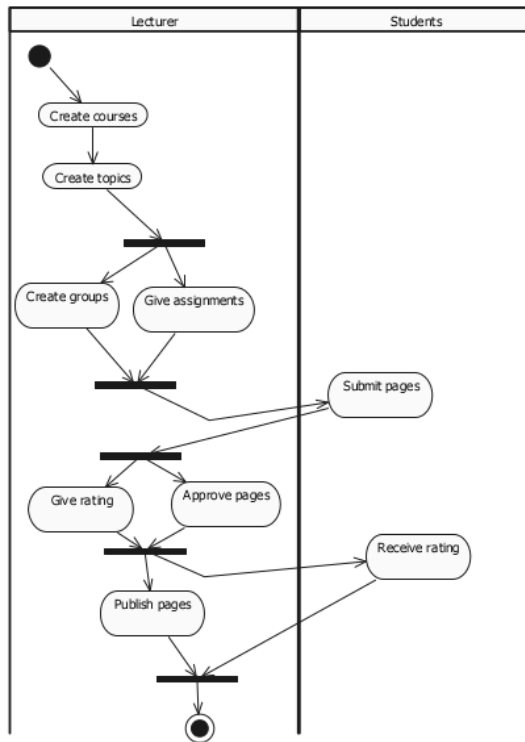 Lecturer
Students
Create courses
Create topics
Create groups
Give assignments
Submit pages
Give rating
Approve pages
Receive rating
Publish pages